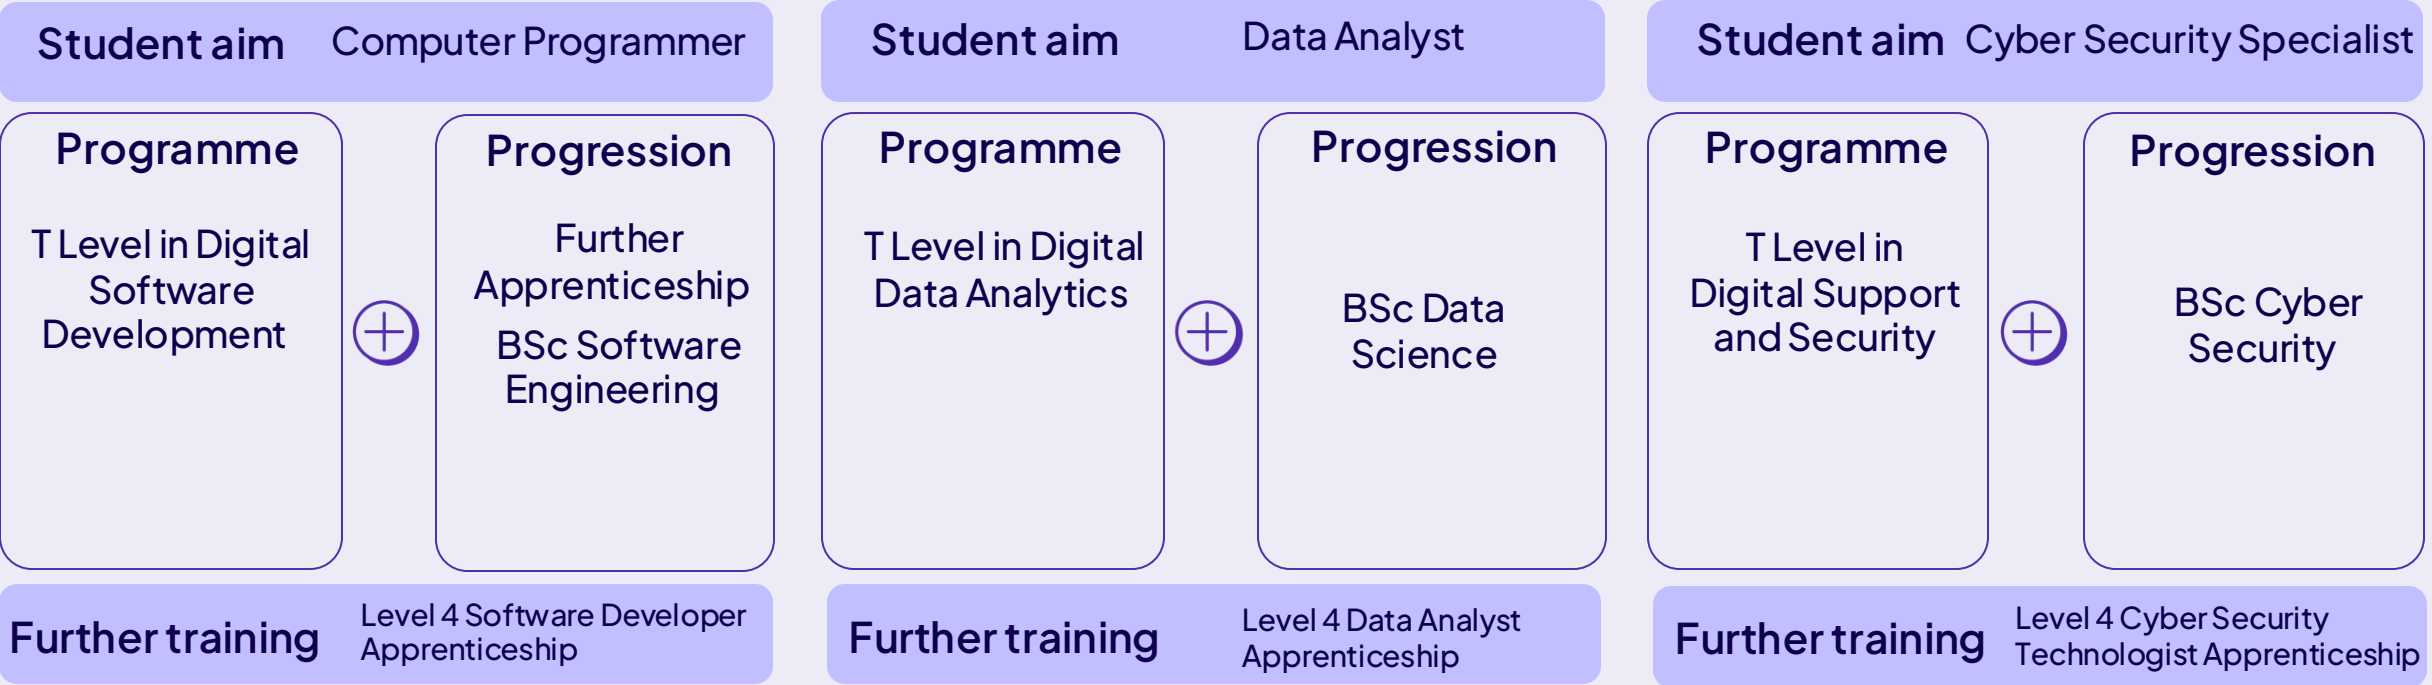 Student aim Computer Programmer
Programme
T Level in Digital
Software
Development
Progression
Further
Apprenticeship
BSc Software
Engineering
Further training
Level 4 Software Developer
Apprenticeship
Student aim Data Analyst
Programme
T Level in Digital
Data Analytics
Progression
BSc Data
Science
Further training
Level 4 Data Analyst
Apprenticeship
Student aim Cyber Security Specialist
Programme
T Level in
Digital Support
and Security
Progression
BSc Cyber
Security
Further training
Level 4 Cyber Security
Technologist Apprenticeship